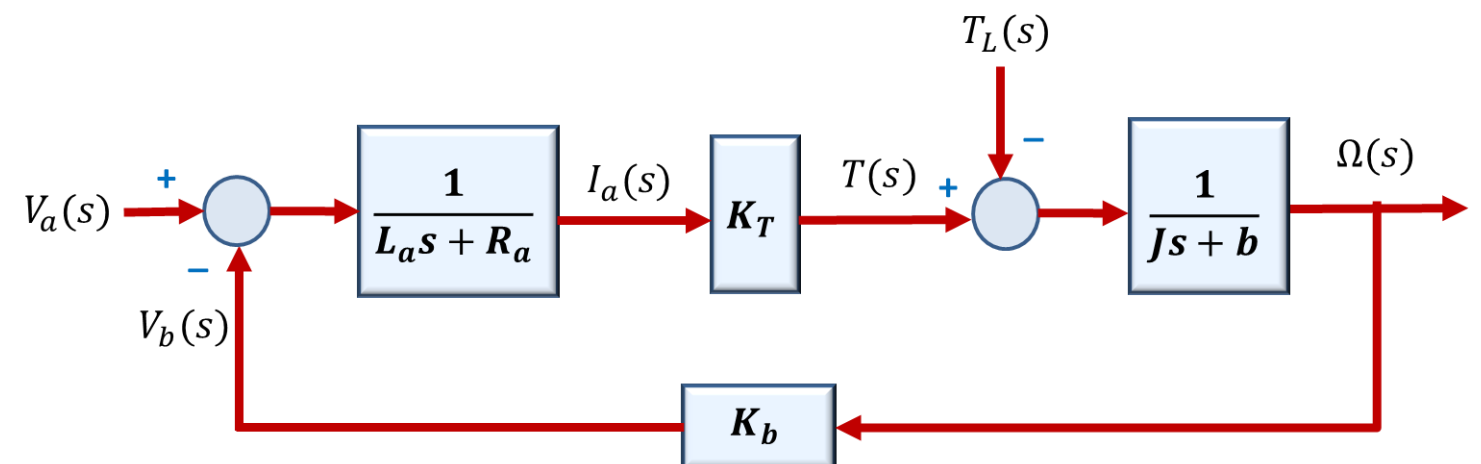 T_L(s)
+
V_a(s)
−
V_b(s)
1
L_a s + R_a
I_a(s)
K_T
T(s)
+
−
1
Js + b
Ω(s)
K_b